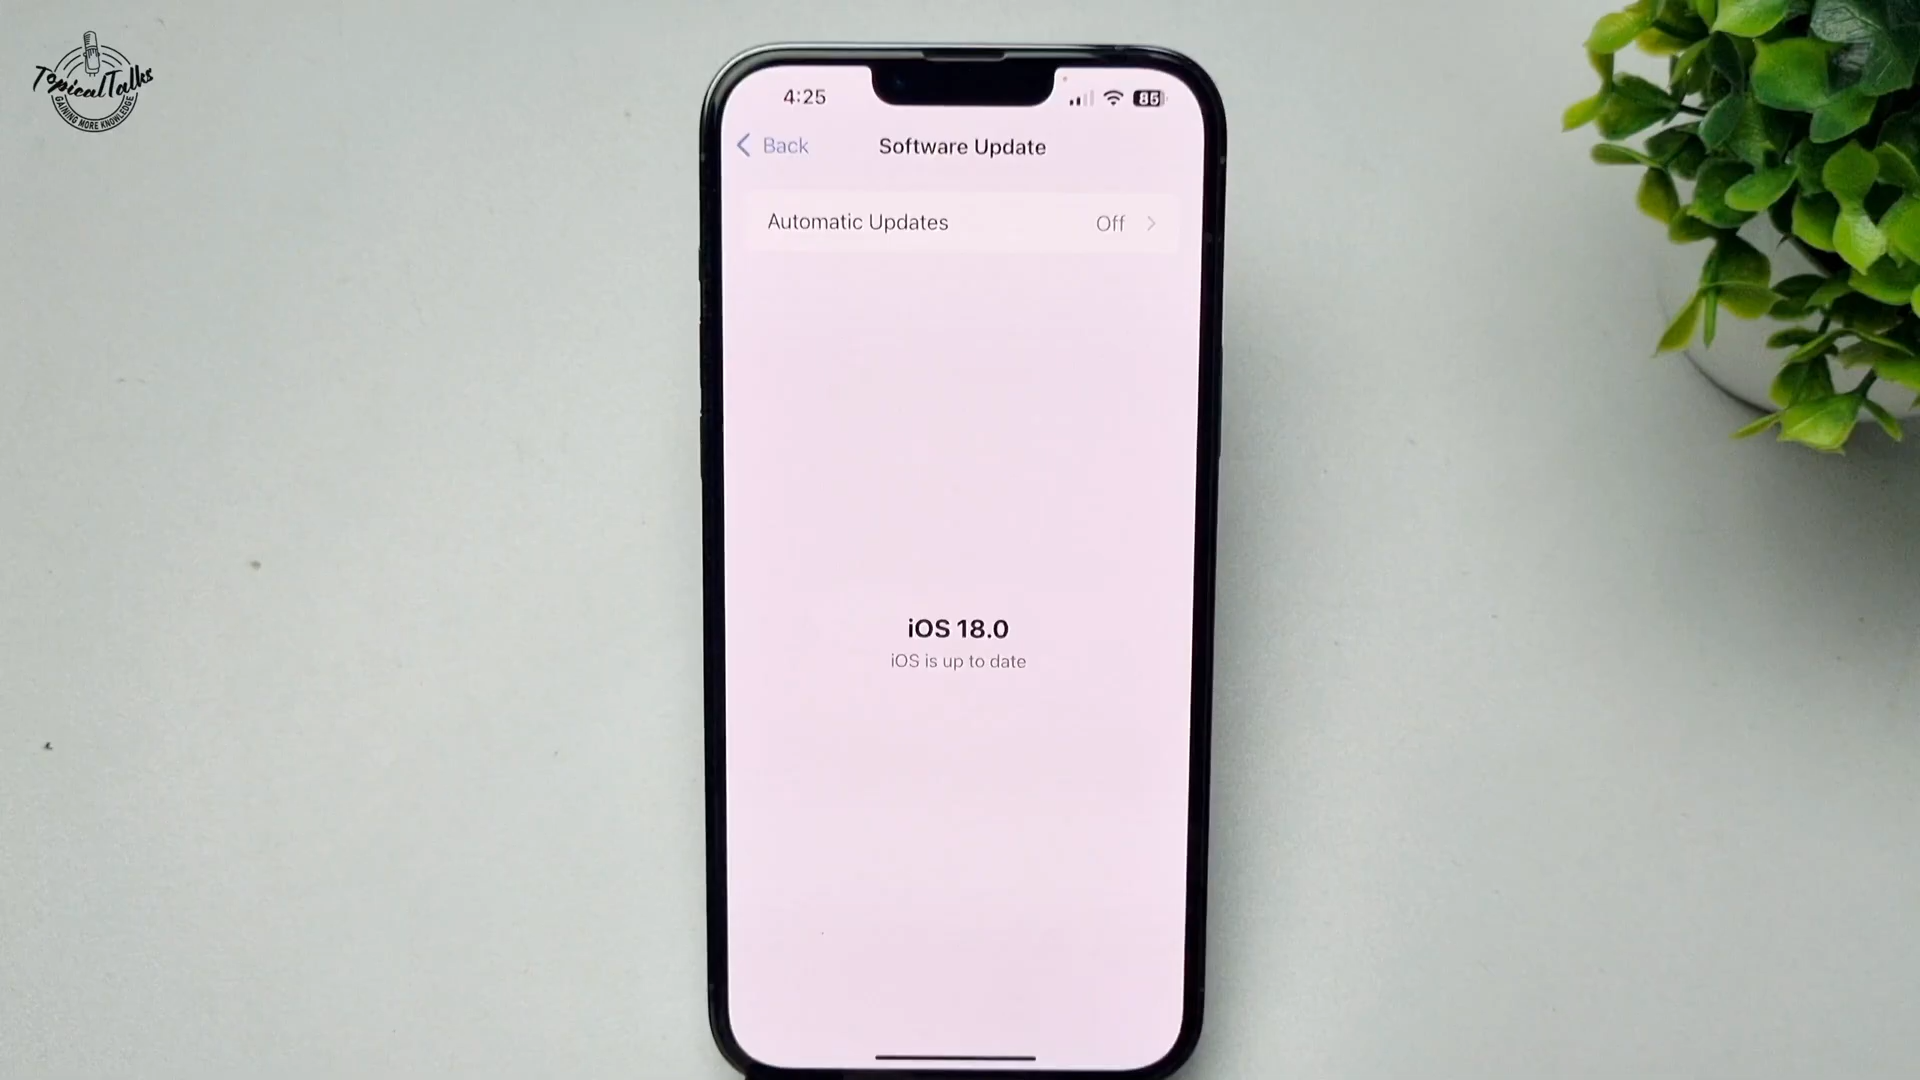 TopicalTalks
GAINING MORE KNOWLEDGE
4:25
85
Back
Software Update
Automatic Updates Off
iOS 18.0
iOS is up to date